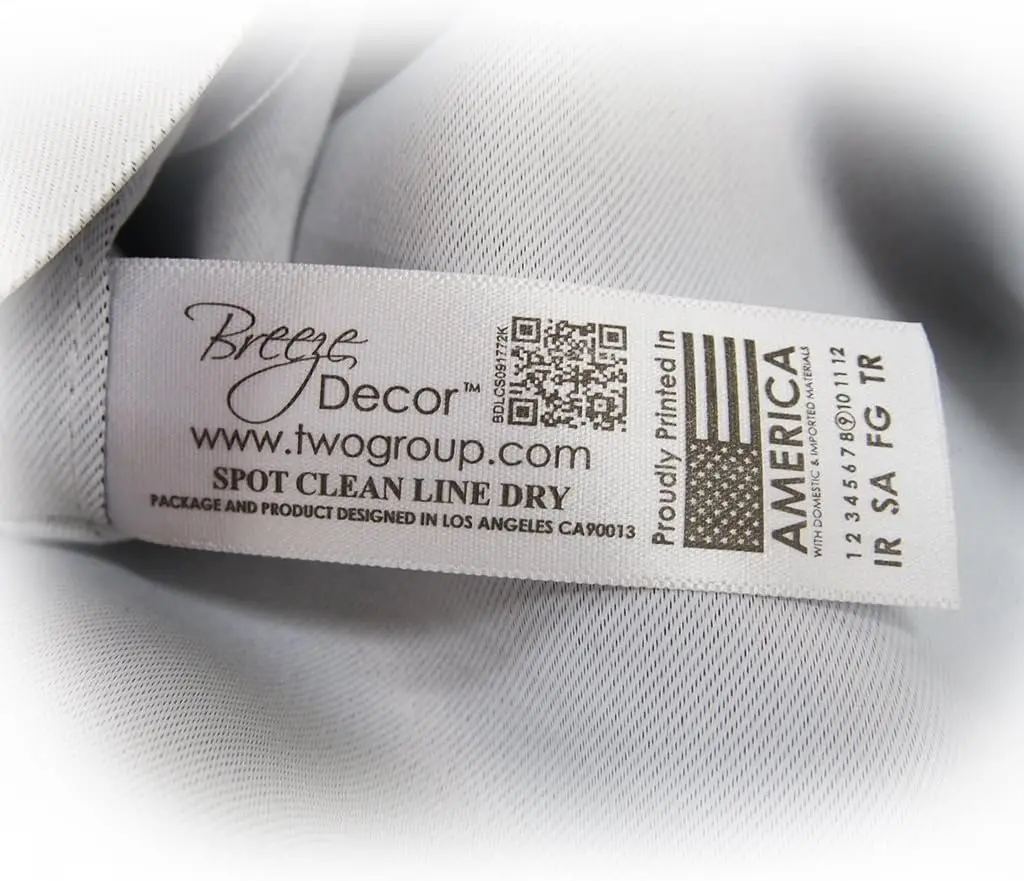 Breeze
Decor™
www.twogroup.com
SPOT CLEAN LINE DRY
PACKAGE AND PRODUCT DESIGNED IN LOS ANGELES CA90013
BDLCS091772K
Proudly Printed In
AMERICA
WITH DOMESTIC & IMPORTED MATERIALS
1 2 3 4 5 6 7 8 9 10 11 12
IR SA FG TR